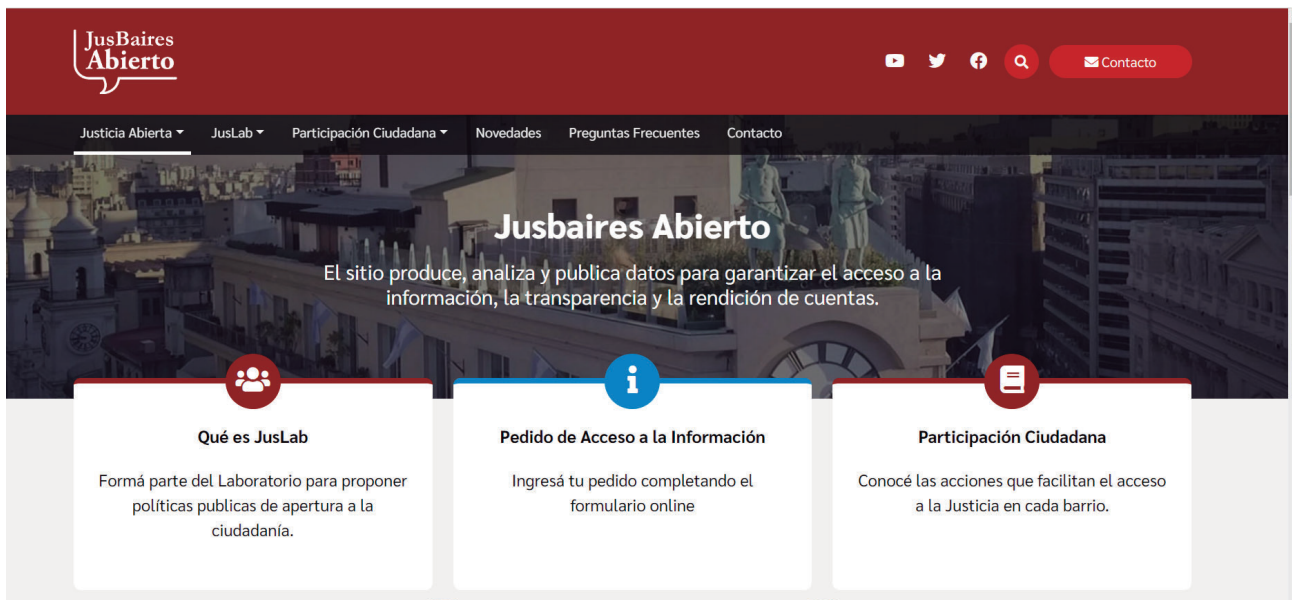 JusBaires
Abierto
Contacto
Justicia Abierta
JusLab
Participación Ciudadana
Novedades
Preguntas Frecuentes
Contacto
Jusbaires Abierto
El sitio produce, analiza y publica datos para garantizar el acceso a la
información, la transparencia y la rendición de cuentas.
Qué es JusLab
Formá parte del Laboratorio para proponer
políticas publicas de apertura a la
ciudadanía.
Pedido de Acceso a la Información
Ingresá tu pedido completando el
formulario online
Participación Ciudadana
Conocé las acciones que facilitan el acceso
a la Justicia en cada barrio.